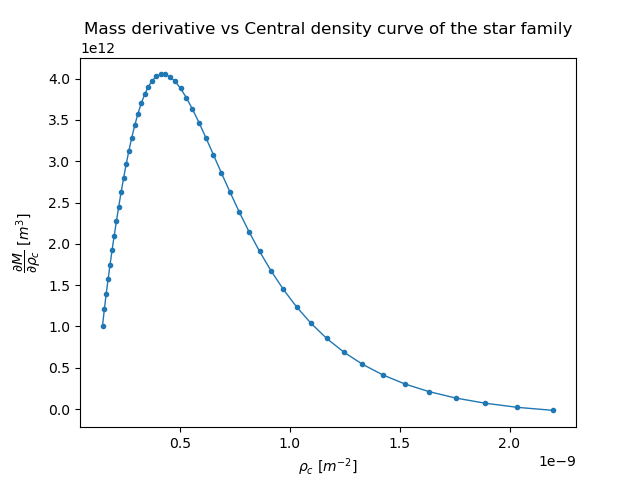 Mass derivative vs Central density curve of the star family
1e12
4.0
3.5
3.0
2.5
2.0
1.5
1.0
0.5
0.0
∂M/∂ρc [m³]
0.5 1.0 1.5 2.0
1e−9
ρc [m⁻²]